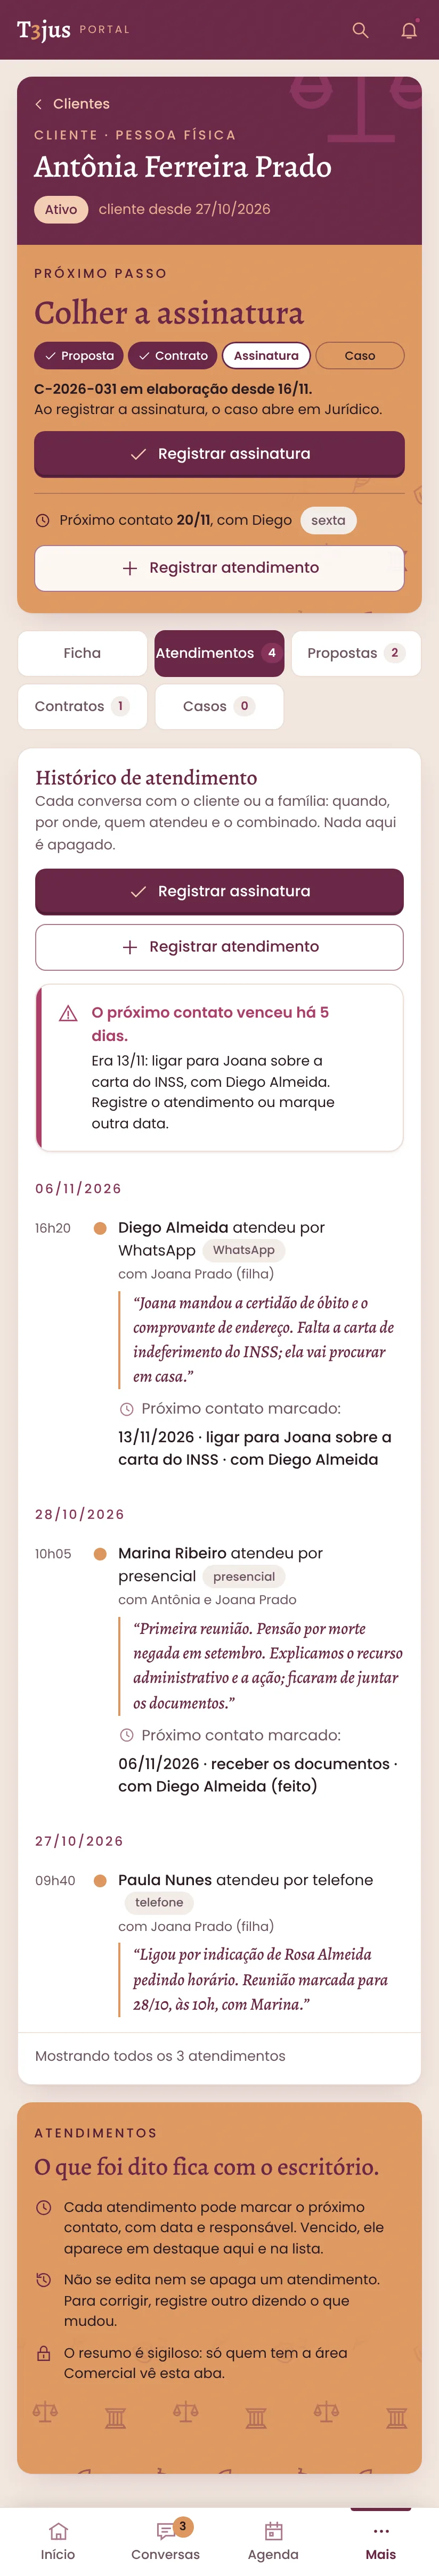 T3jus PORTAL
Clientes
CLIENTE · PESSOA FÍSICA
Antônia Ferreira Prado
Ativo cliente desde 27/10/2026
PRÓXIMO PASSO
Colher a assinatura
Proposta Contrato Assinatura Caso
C-2026-031 em elaboração desde 16/11.
Ao registrar a assinatura, o caso abre em Jurídico.
Registrar assinatura
Próximo contato 20/11, com Diego sexta
Registrar atendimento
Ficha Atendimentos 4 Propostas 2
Contratos 1 Casos 0
Histórico de atendimento
Cada conversa com o cliente ou a família: quando,
por onde, quem atendeu e o combinado. Nada aqui
é apagado.
Registrar assinatura
Registrar atendimento
O próximo contato venceu há 5
dias.
Era 13/11: ligar para Joana sobre a
carta do INSS, com Diego Almeida.
Registre o atendimento ou marque
outra data.
06/11/2026
16h20 Diego Almeida atendeu por
WhatsApp WhatsApp
com Joana Prado (filha)
“Joana mandou a certidão de óbito e o
comprovante de endereço. Falta a carta de
indeferimento do INSS; ela vai procurar
em casa.”
Próximo contato marcado:
13/11/2026 · ligar para Joana sobre a
carta do INSS · com Diego Almeida
28/10/2026
10h05 Marina Ribeiro atendeu por
presencial presencial
com Antônia e Joana Prado
“Primeira reunião. Pensão por morte
negada em setembro. Explicamos o recurso
administrativo e a ação; ficaram de juntar
os documentos.”
Próximo contato marcado:
06/11/2026 · receber os documentos ·
com Diego Almeida (feito)
27/10/2026
09h40 Paula Nunes atendeu por telefone
telefone
com Joana Prado (filha)
“Ligou por indicação de Rosa Almeida
pedindo horário. Reunião marcada para
28/10, às 10h, com Marina.”
Mostrando todos os 3 atendimentos
ATENDIMENTOS
O que foi dito fica com o escritório.
Cada atendimento pode marcar o próximo
contato, com data e responsável. Vencido, ele
aparece em destaque aqui e na lista.
Não se edita nem se apaga um atendimento.
Para corrigir, registre outro dizendo o que
mudou.
O resumo é sigiloso: só quem tem a área
Comercial vê esta aba.
3
Início Conversas Agenda Mais